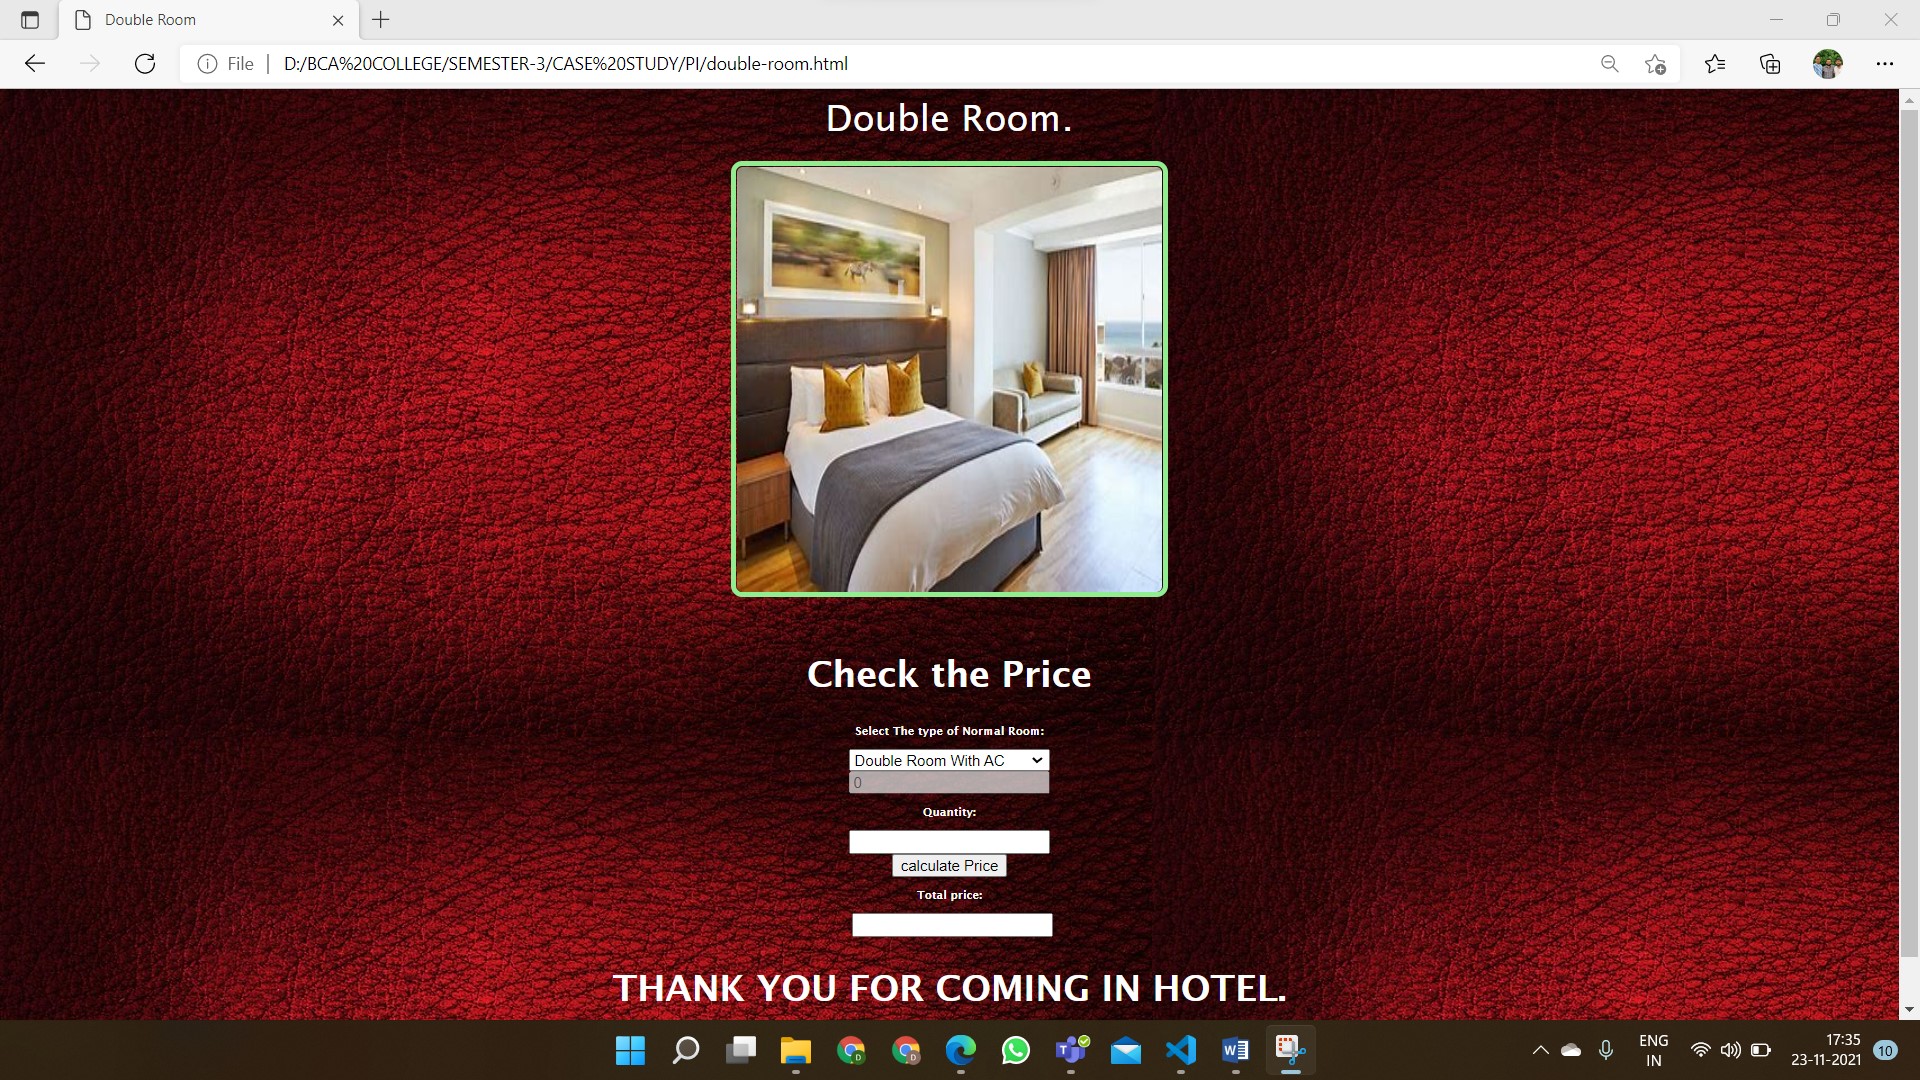 Double Room
File
D:/BCA%20COLLEGE/SEMESTER-3/CASE%20STUDY/PI/double-room.html
Double Room.
Check the Price
Select The type of Normal Room:
Double Room With AC
0
Quantity:
calculate Price
Total price:
THANK YOU FOR COMING IN HOTEL.
D
D
T
W
ENG
IN
17:35
23-11-2021
10